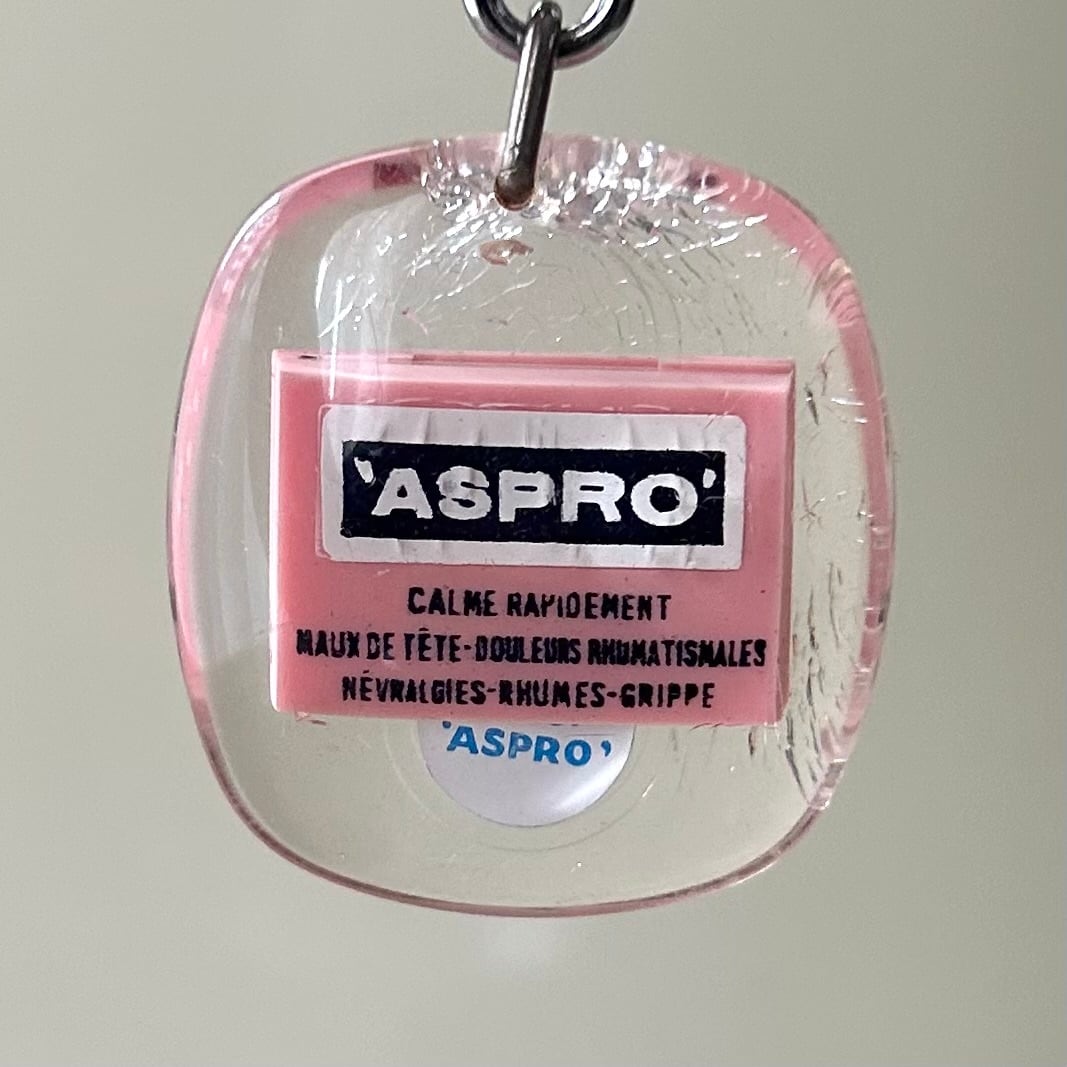 'ASPRO'
CALME RAPIDEMENT
MAUX DE TÊTE-DOULEURS RHUMATISMALES
NÉVRALGIES-RHUMES-GRIPPE
'ASPRO'